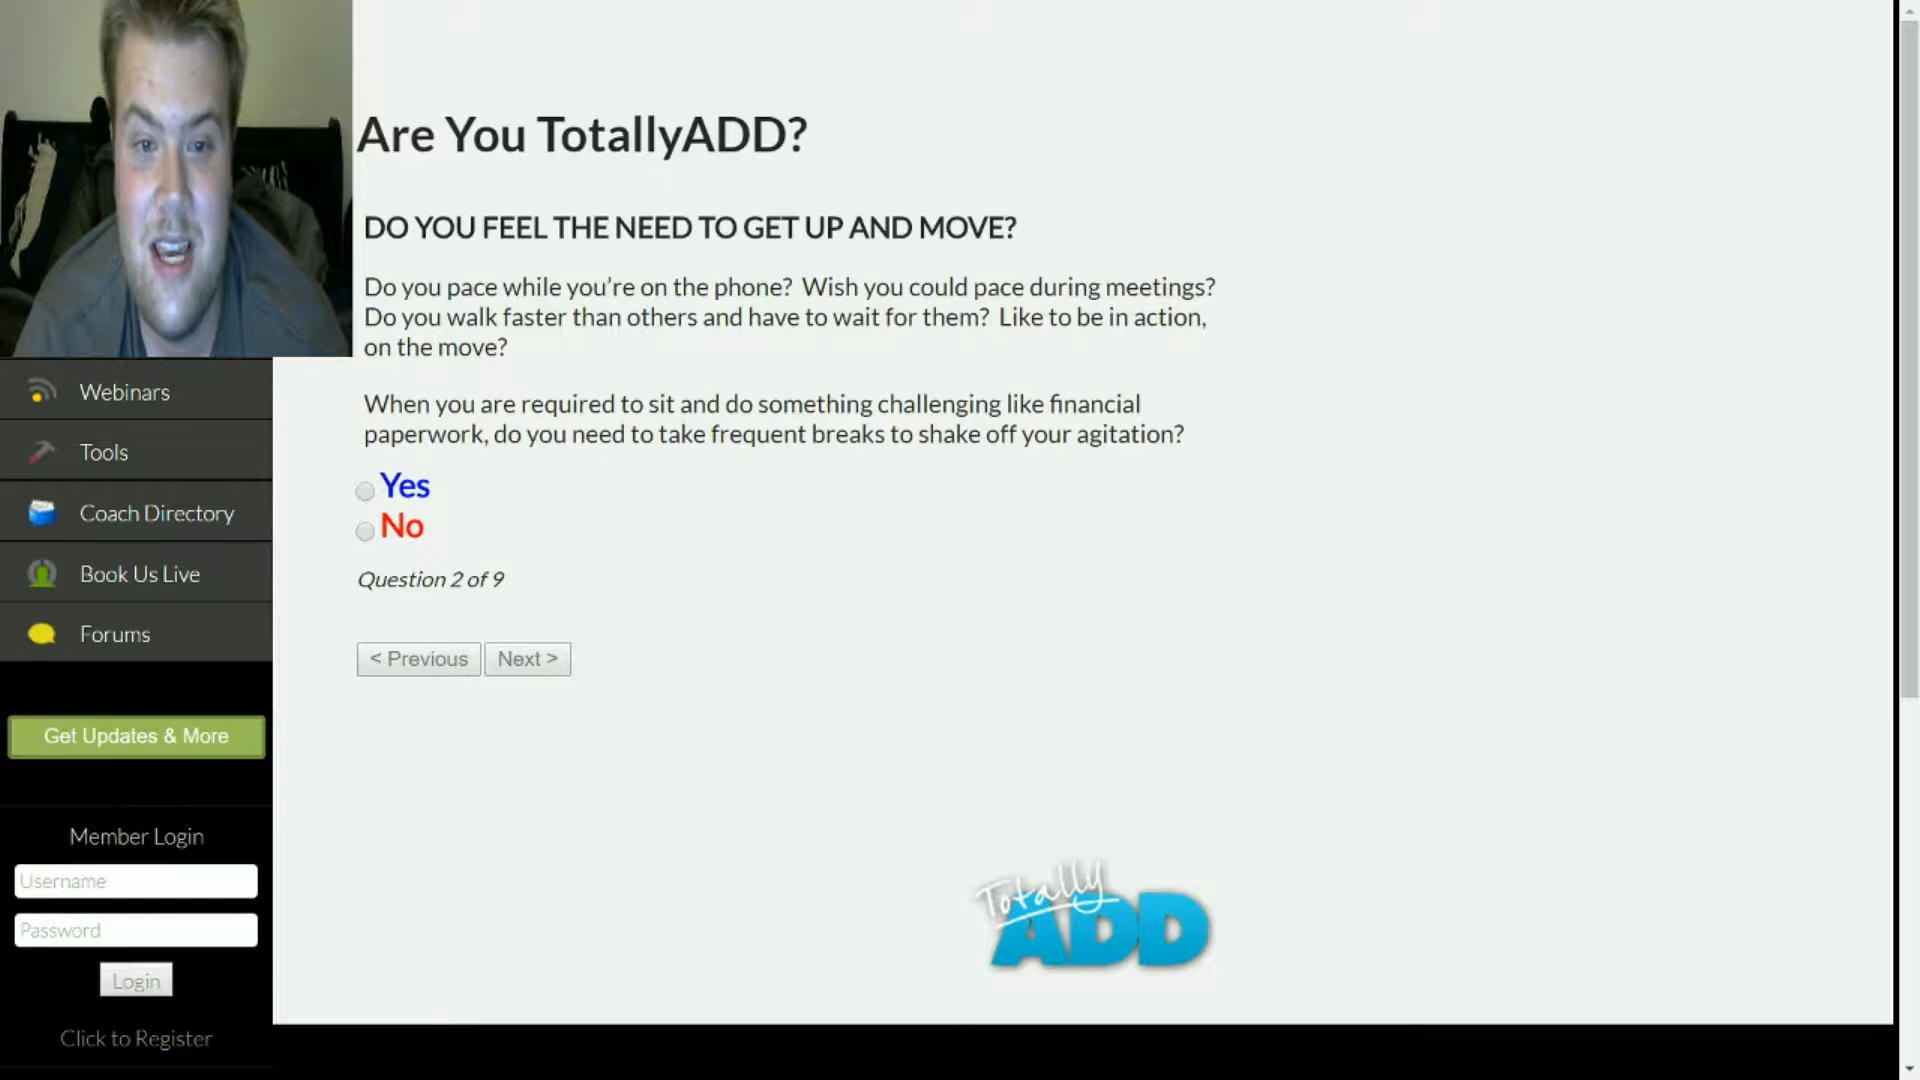 Are You TotallyADD?
DO YOU FEEL THE NEED TO GET UP AND MOVE?
Do you pace while you’re on the phone? Wish you could pace during meetings?
Do you walk faster than others and have to wait for them? Like to be in action,
on the move?
When you are required to sit and do something challenging like financial
paperwork, do you need to take frequent breaks to shake off your agitation?
Yes
No
Question 2 of 9
< Previous
Next >
Webinars
Tools
Coach Directory
Book Us Live
Forums
Get Updates & More
Member Login
Username
Password
Login
Click to Register
Totally
ADD